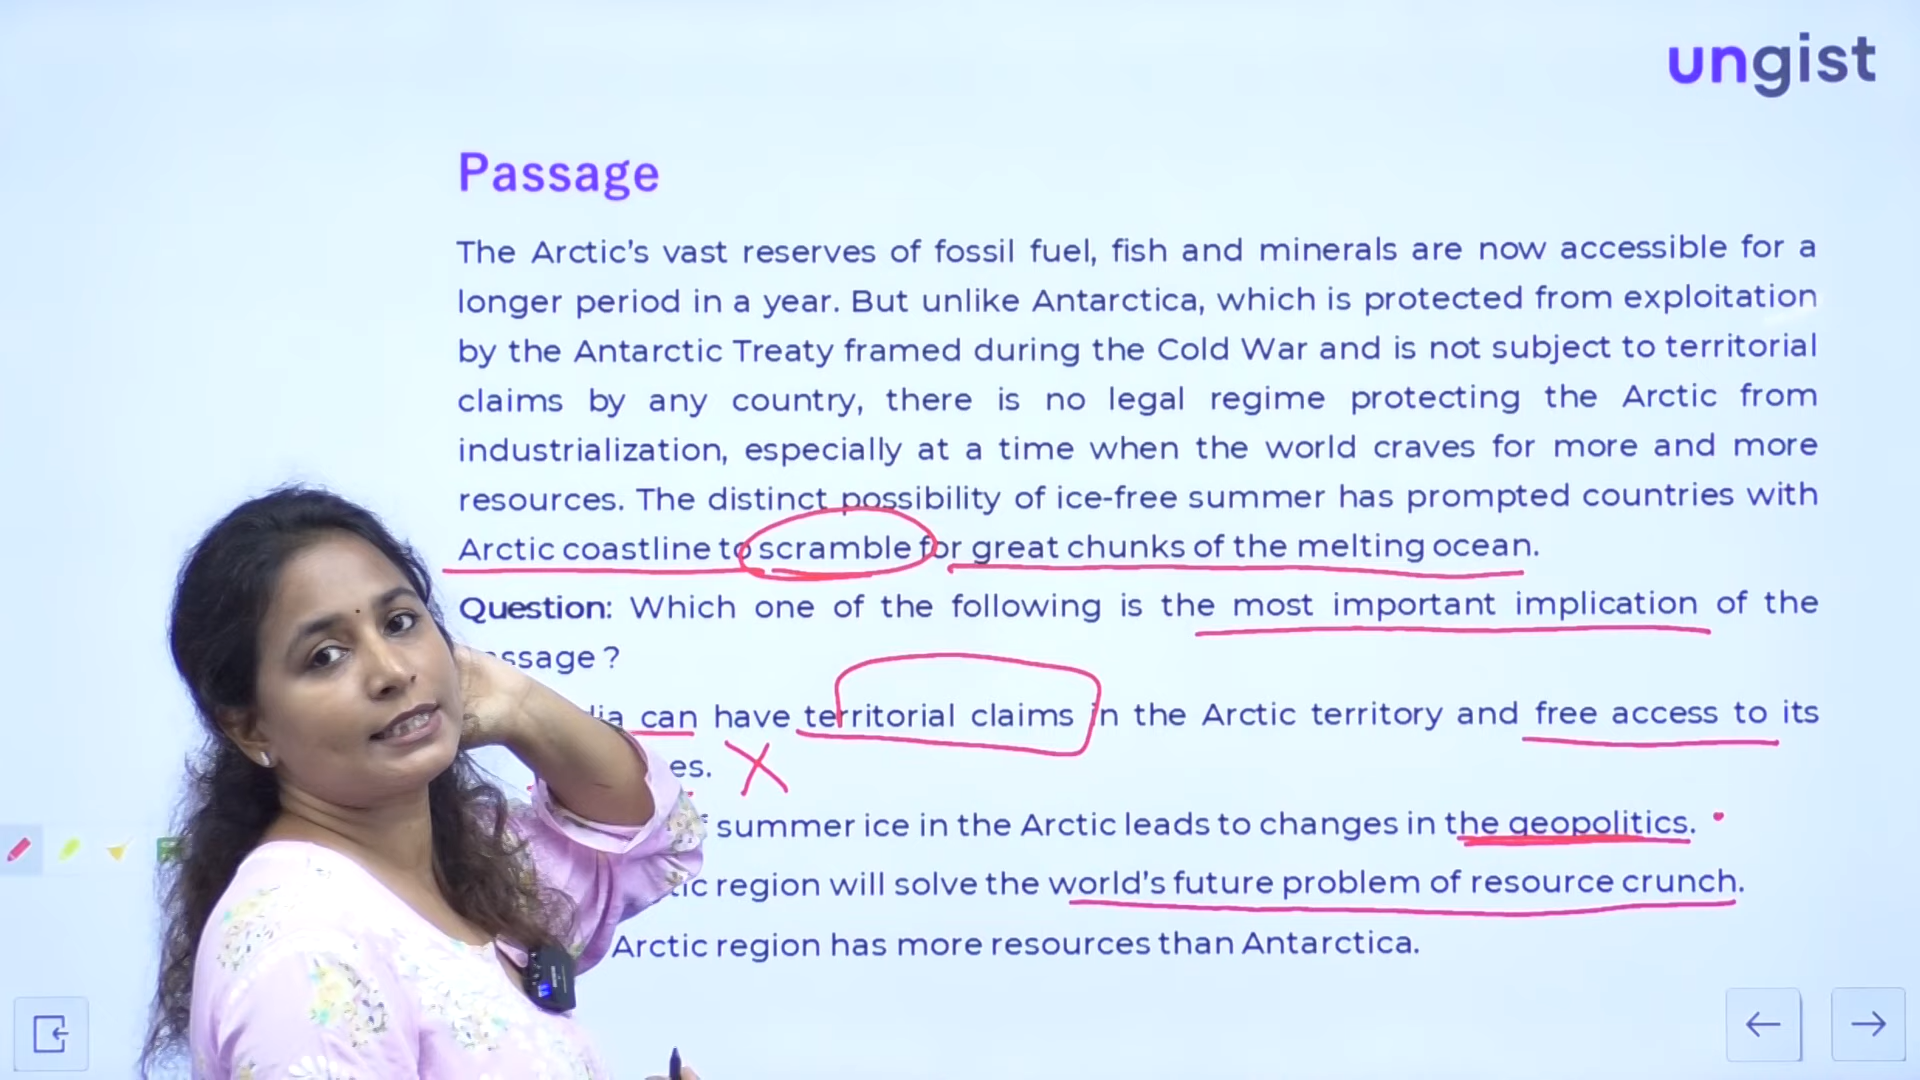 ungist
Passage
The Arctic's vast reserves of fossil fuel, fish and minerals are now accessible for a
longer period in a year. But unlike Antarctica, which is protected from exploitation
by the Antarctic Treaty framed during the Cold War and is not subject to territorial
claims by any country, there is no legal regime protecting the Arctic from
industrialization, especially at a time when the world craves for more and more
resources. The distinct possibility of ice-free summer has prompted countries with
Arctic coastline to scramble for great chunks of the melting ocean.
Question: Which one of the following is the most important implication of the
ssage ?
can have territorial claims in the Arctic territory and free access to its
es.
summer ice in the Arctic leads to changes in the geopolitics.
ic region will solve the world's future problem of resource crunch.
Arctic region has more resources than Antarctica.